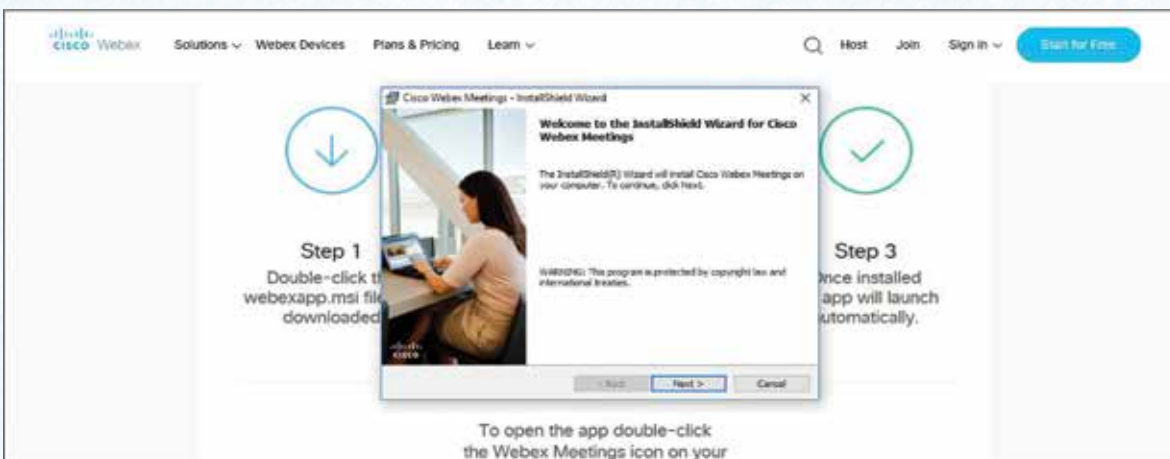 CISCO Webex
Solutions
Webex Devices
Plans & Pricing
Learn
Host
Join
Sign in
Start for Free
Cisco Webex Meetings - InstallShield Wizard
Welcome to the InstallShield Wizard for Cisco
Webex Meetings
The InstallShield(R) Wizard will install Cisco Webex Meetings on
your computer. To continue, click Next.
WARNING: This program is protected by copyright law and
international treaties.
CISCO
< Back
Next >
Cancel
Step 1
Double-click
webexapp.msi
downloaded
Step 3
installed
app will launch
automatically.
To open the app double-click
the Webex Meetings icon on your